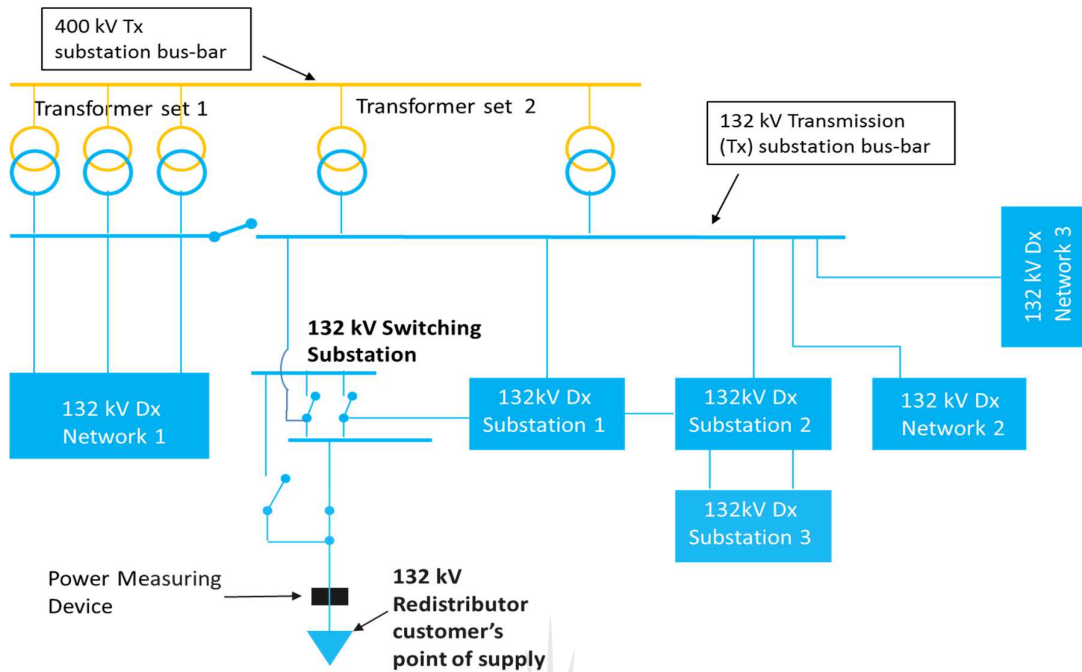 400 kV Tx
substation bus-bar
Transformer set 1
Transformer set 2
132 kV Transmission
(Tx) substation bus-bar
132 kV Dx
Network 3
132 kV Switching
Substation
132 kV Dx
Network 1
132kV Dx
Substation 1
132kV Dx
Substation 2
132 kV Dx
Network 2
132kV Dx
Substation 3
Power Measuring
Device
132 kV
Redistributor
customer’s
point of supply